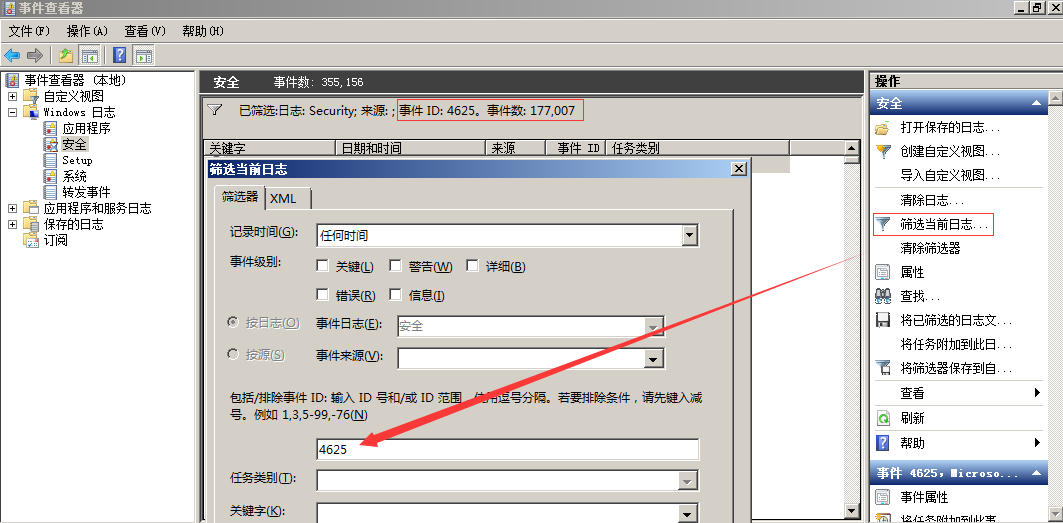 事件查看器
文件(F) 操作(A) 查看(V) 帮助(H)
事件查看器 (本地)
自定义视图
Windows 日志
应用程序
安全
Setup
系统
转发事件
应用程序和服务日志
保存的日志
订阅
安全 事件数: 355,156
已筛选:日志: Security; 来源: ; 事件 ID: 4625。事件数: 177,007
关键字 日期和时间 来源 事件 ID 任务类别
筛选当前日志
筛选器 XML
记录时间(G): 任何时间
事件级别: 关键(L) 警告(W) 详细(B)
错误(R) 信息(I)
按日志(O) 事件日志(E): 安全
按源(S) 事件来源(V):
包括/排除事件 ID: 输入 ID 号和/或 ID 范围，使用逗号分隔。若要排除条件，请先键入减
号。例如 1,3,5-99,-76(N)
4625
任务类别(T):
关键字(K):
操作
安全
打开保存的日志...
创建自定义视图...
导入自定义视图...
清除日志...
筛选当前日志...
清除筛选器
属性
查找...
将已筛选的日志文...
将任务附加到此日...
将筛选器保存到自...
查看
刷新
帮助
事件 4625，Microso...
事件属性
将任务附加到此事...